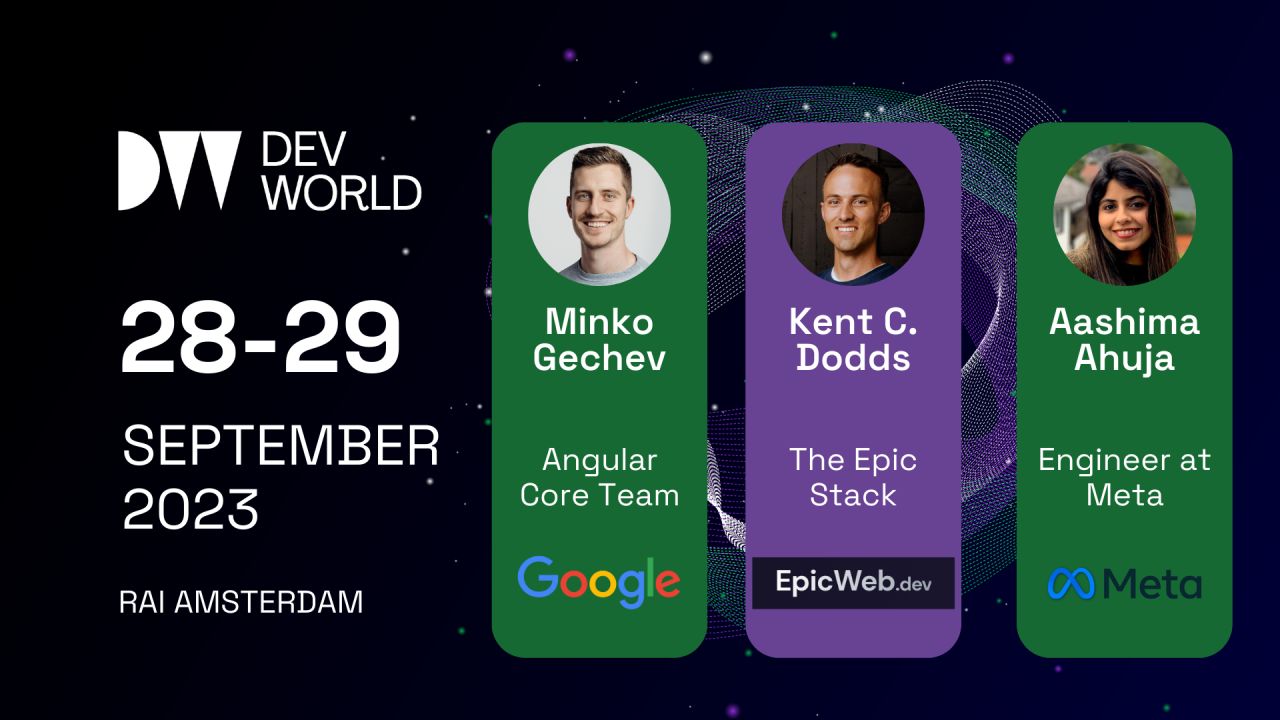 DW DEV
WORLD
28-29
SEPTEMBER
2023
RAI AMSTERDAM
Minko
Gechev
Angular
Core Team
Google
Kent C.
Dodds
The Epic
Stack
EpicWeb.dev
Aashima
Ahuja
Engineer at
Meta
Meta